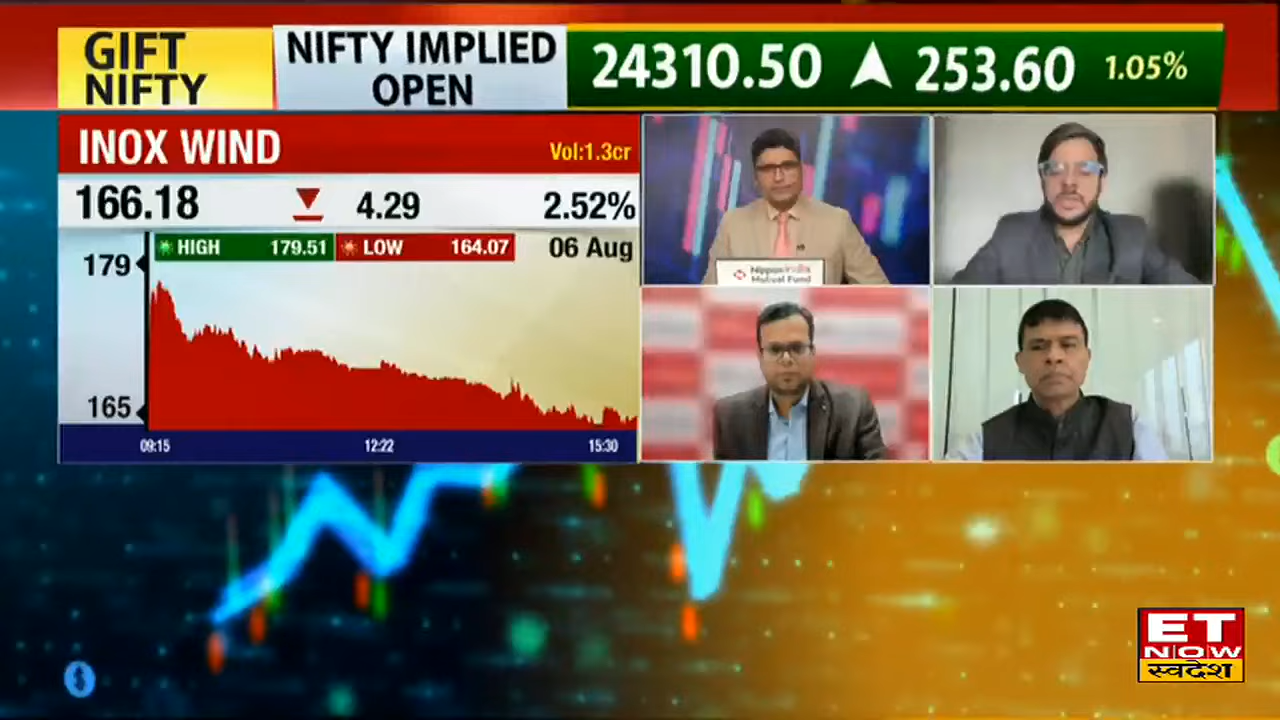 GIFT
NIFTY
NIFTY IMPLIED
OPEN
24310.50 253.60 1.05%
INOX WIND
Vol:1.3cr
166.18 4.29 2.52%
HIGH 179.51 LOW 164.07 06 Aug
179
165
09:15 12:22 15:30
Nippon India
Mutual Fund
ET
NOW
स्वदेश